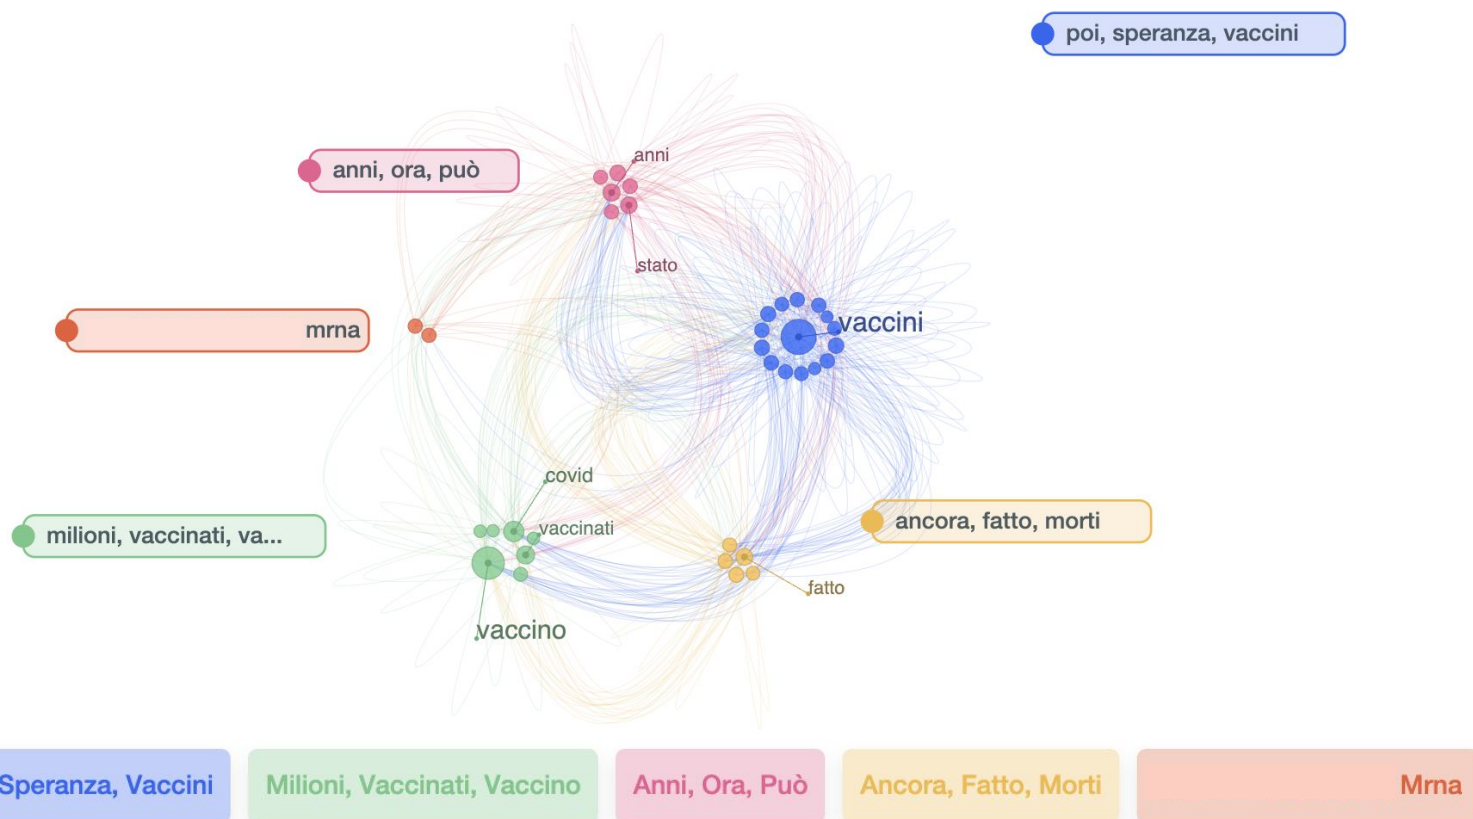 poi, speranza, vaccini
anni
anni, ora, può
stato
vaccini
mrna
covid
vaccinati
ancora, fatto, morti
milioni, vaccinati, va...
fatto
vaccino
Speranza, Vaccini
Milioni, Vaccinati, Vaccino
Anni, Ora, Può
Ancora, Fatto, Morti
Mrna